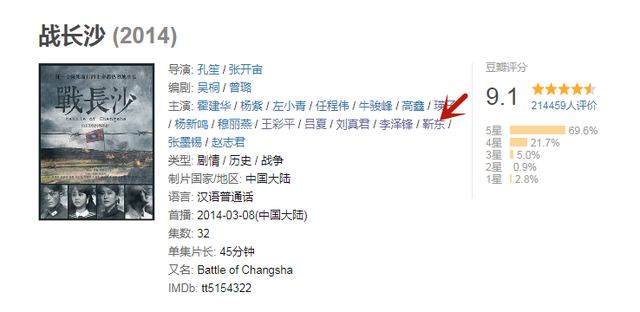 战长沙 (2014)
戰長沙
Battle of Changsha
导演: 孔笙 / 张开宙
编剧: 吴桐 / 曾璐
主演: 霍建华 / 杨紫 / 左小青 / 任程伟 / 牛骏峰 / 高鑫 / 瑛子
/ 杨新鸣 / 穆丽燕 / 王彩平 / 吕夏 / 刘真君 / 李泽锋 / 靳东 /
张墨锡 / 赵志君
类型: 剧情 / 历史 / 战争
制片国家/地区: 中国大陆
语言: 汉语普通话
首播: 2014-03-08(中国大陆)
集数: 32
单集片长: 45分钟
又名: Battle of Changsha
IMDb: tt5154322
豆瓣评分
9.1
214459人评价
5星 69.6%
4星 21.7%
3星 5.0%
2星 0.9%
1星 2.8%